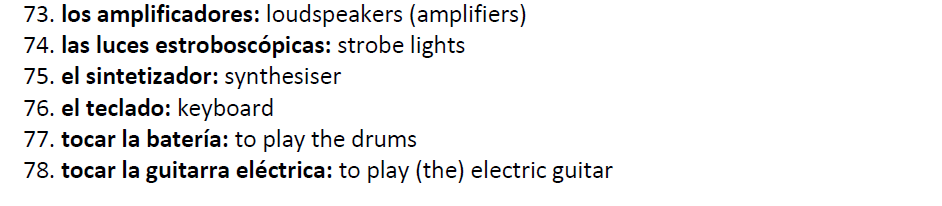 73. los amplificadores: loudspeakers (amplifiers)
74. las luces estroboscópicas: strobe lights
75. el sintetizador: synthesiser
76. el teclado: keyboard
77. tocar la batería: to play the drums
78. tocar la guitarra eléctrica: to play (the) electric guitar